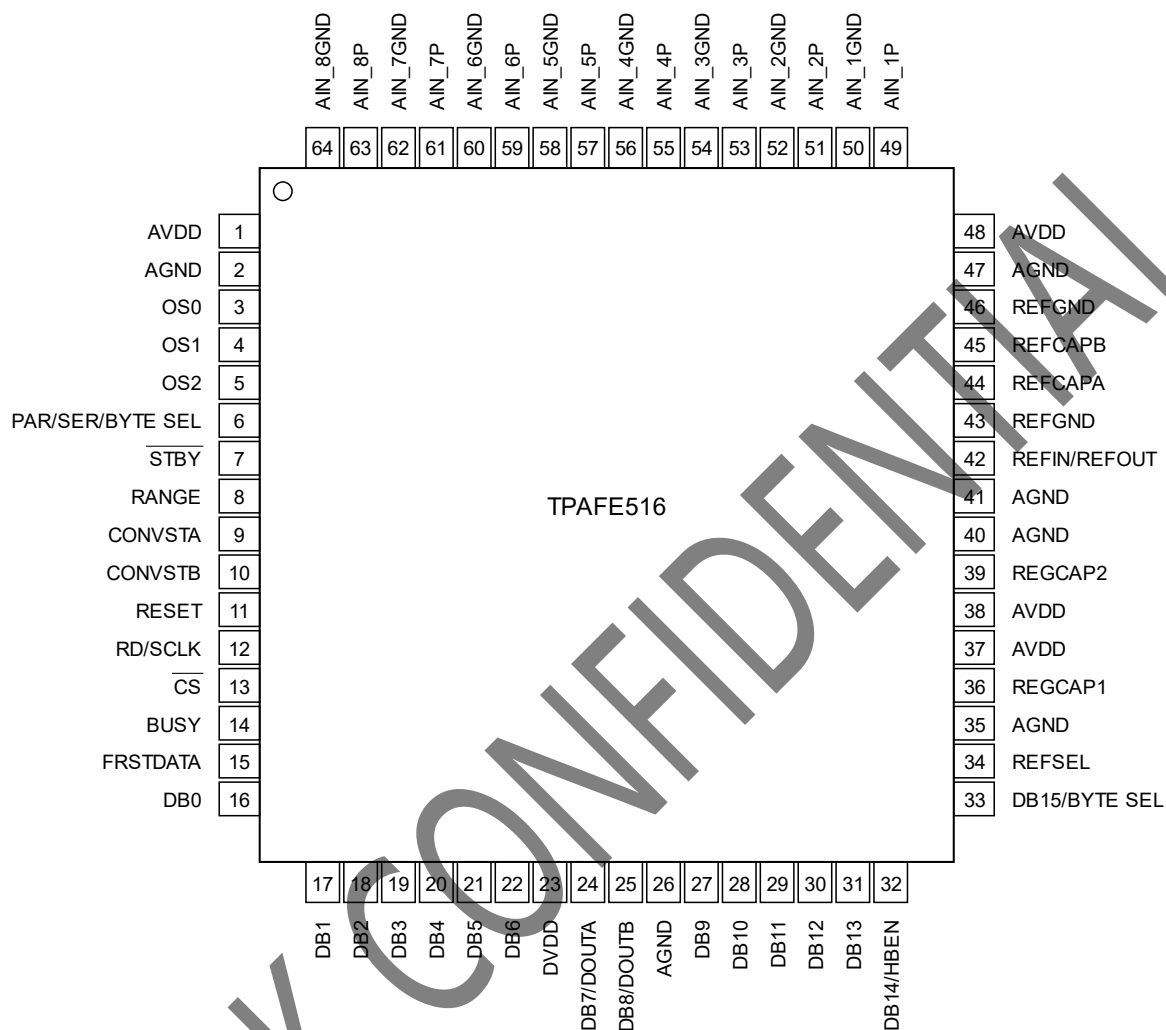 AIN_8GND
AIN_8P
AIN_7GND
AIN_7P
AIN_6GND
AIN_6P
AIN_5GND
AIN_5P
AIN_4GND
AIN_4P
AIN_3GND
AIN_3P
AIN_2GND
AIN_2P
AIN_1GND
AIN_1P
64 63 62 61 60 59 58 57 56 55 54 53 52 51 50 49
AVDD 1
AGND 2
OS0 3
OS1 4
OS2 5
PAR/SER/BYTE SEL 6
STBY 7
RANGE 8
CONVSTA 9
CONVSTB 10
RESET 11
RD/SCLK 12
CS 13
BUSY 14
FRSTDATA 15
DB0 16
TPAFE516
48 AVDD
47 AGND
46 REFGND
45 REFCAPB
44 REFCAPA
43 REFGND
42 REFIN/REFOUT
41 AGND
40 AGND
39 REGCAP2
38 AVDD
37 AVDD
36 REGCAP1
35 AGND
34 REFSEL
33 DB15/BYTE SEL
17 18 19 20 21 22 23 24 25 26 27 28 29 30 31 32
DB1
DB2
DB3
DB4
DB5
DB6
DVDD
DB7/DOUTA
DB8/DOUTB
AGND
DB9
DB10
DB11
DB12
DB13
DB14/HBEN
CONFIDENTIAL